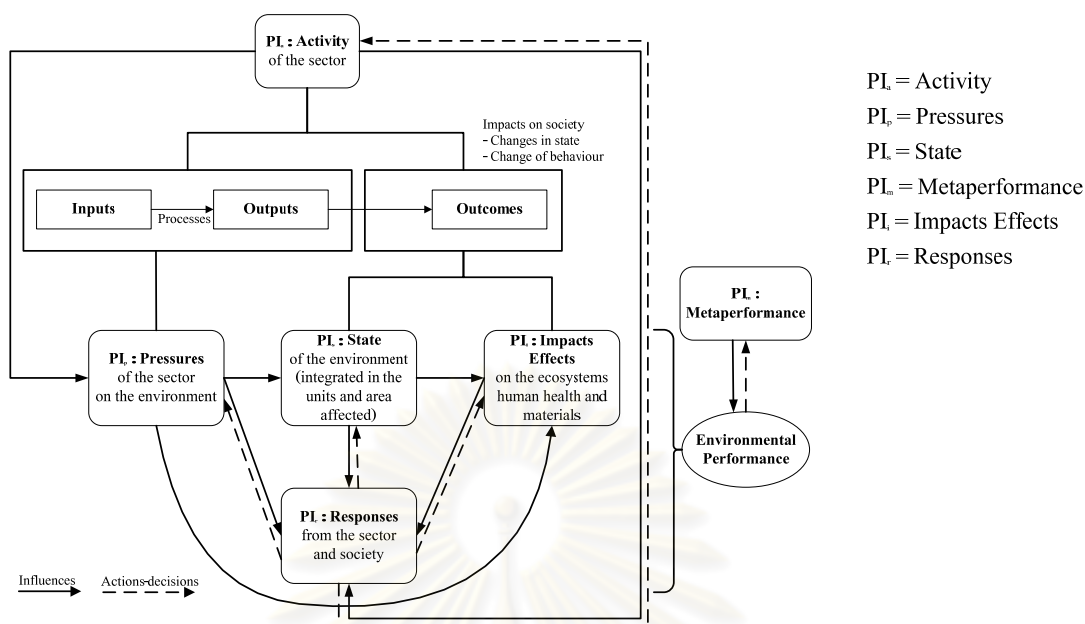 PIₐ : Activity
of the sector
Impacts on society
- Changes in state
- Change of behaviour
Inputs
Processes
Outputs
Outcomes
PIₚ : Pressures
of the sector
on the environment
PIₛ : State
of the environment
(integrated in the
units and area
affected)
PIᵢ : Impacts
Effects
on the ecosystems
human health and
materials
PIᵣ : Responses
from the sector
and society
PIₘ :
Metaperformance
Environmental
Performance
Influences
Actions-decisions
PIₐ = Activity
PIₚ = Pressures
PIₛ = State
PIₘ = Metaperformance
PIᵢ = Impacts Effects
PIᵣ = Responses